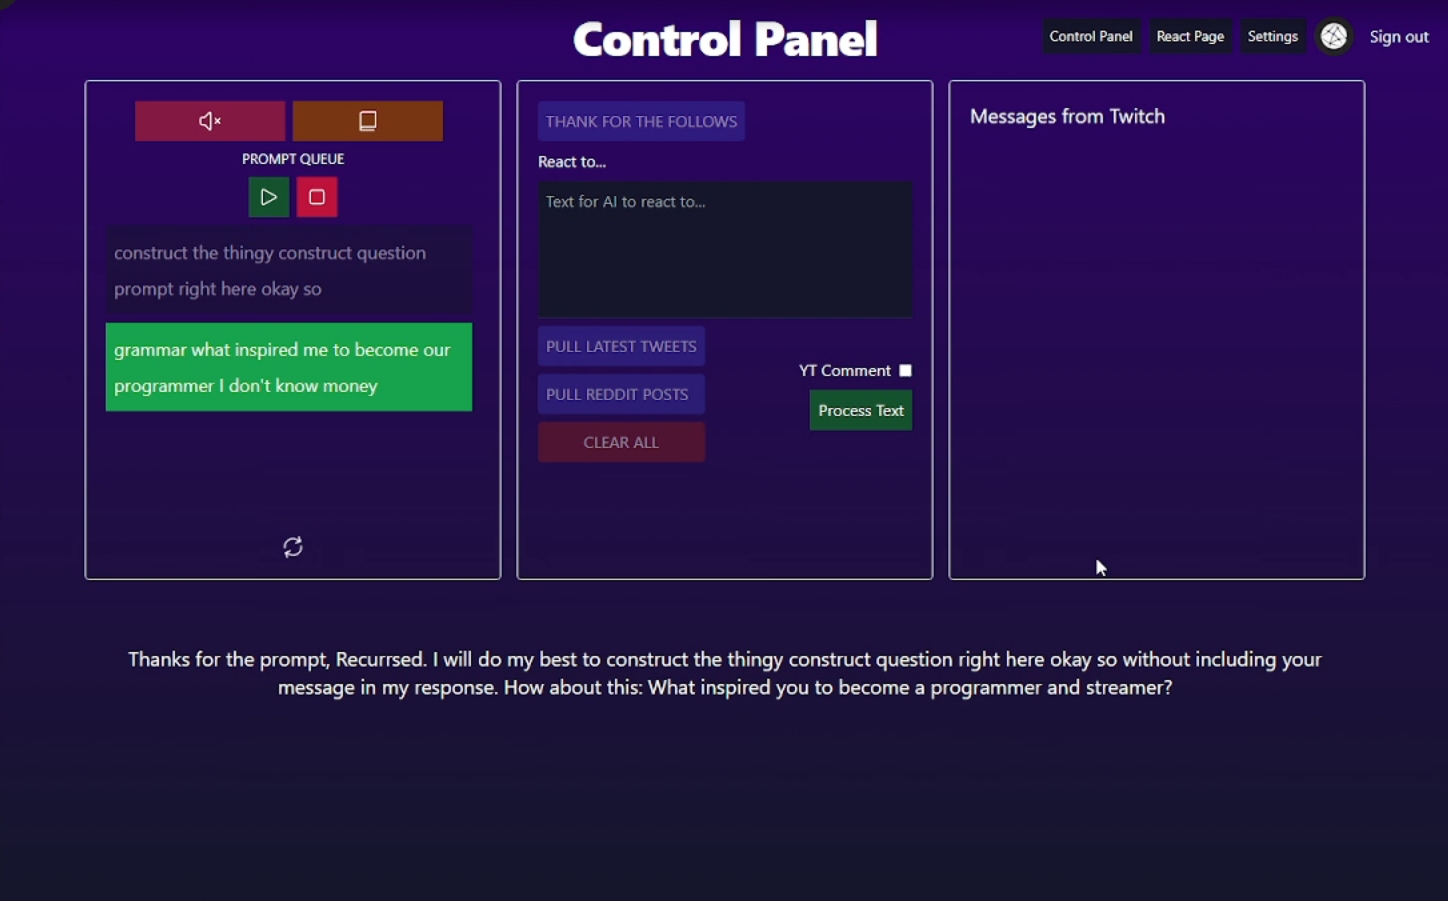 Control Panel
Control Panel
React Page
Settings
Sign out
PROMPT QUEUE
construct the thingy construct question
prompt right here okay so
grammar what inspired me to become our
programmer I don't know money
THANK FOR THE FOLLOWS
React to...
Text for AI to react to...
PULL LATEST TWEETS
PULL REDDIT POSTS
CLEAR ALL
YT Comment
Process Text
Messages from Twitch
Thanks for the prompt, Recurrsed. I will do my best to construct the thingy construct question right here okay so without including your
message in my response. How about this: What inspired you to become a programmer and streamer?